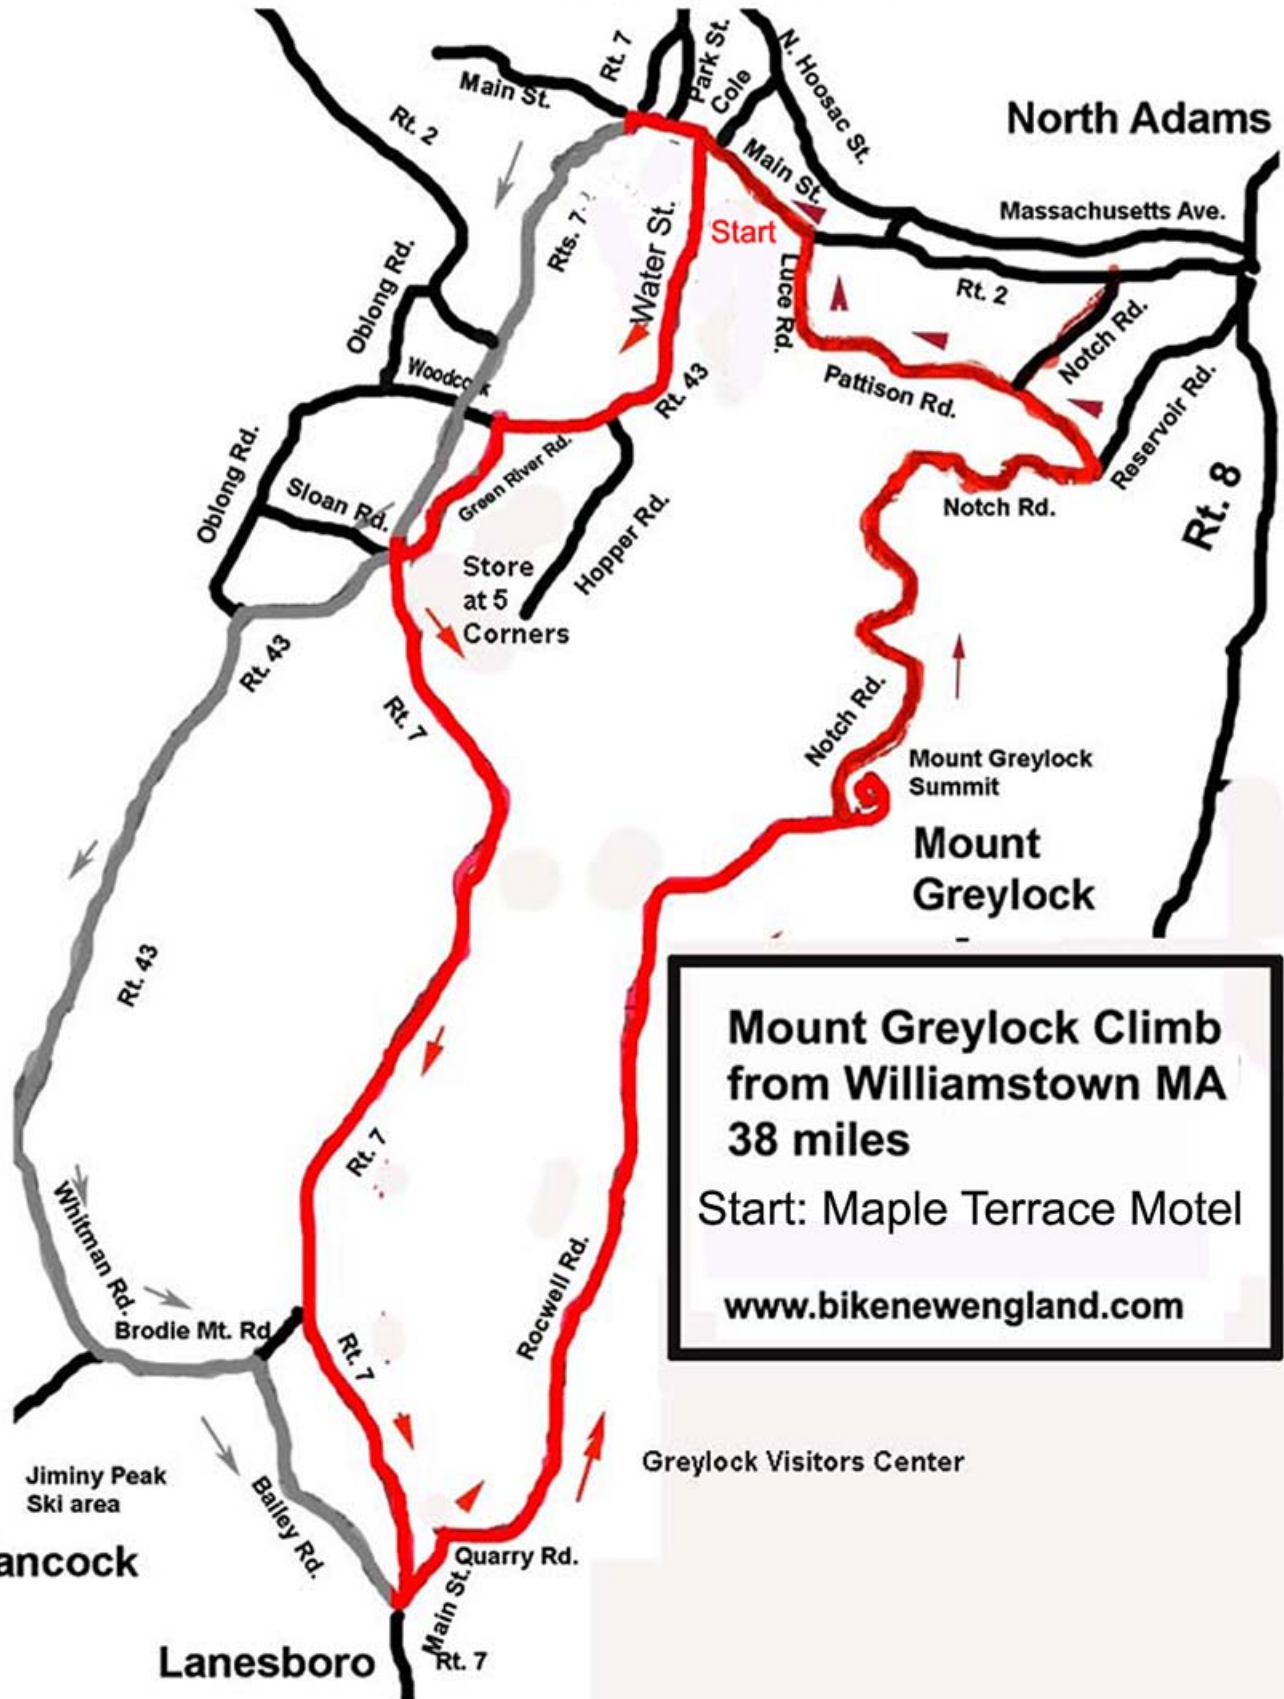 Rt. 7
Park St.
Cole
N. Hoosac St.
Main St.
Rt. 2
North Adams
Main St.
Massachusetts Ave.
Rts. 7
Water St.
Start
Oblong Rd.
Luce Rd.
Rt. 2
Notch Rd.
Woodcock
Rt. 43
Pattison Rd.
Reservoir Rd.
Oblong Rd.
Green River Rd.
Sloan Rd.
Notch Rd.
Rt. 8
Hopper Rd.
Store
at 5
Corners
Rt. 43
Rt. 7
Notch Rd.
Mount Greylock
Summit
Mount
Greylock
Rt. 43
Mount Greylock Climb
from Williamstown MA
38 miles
Start: Maple Terrace Motel
www.bikenewengland.com
Rt. 7
Whitman Rd.
Brodie Mt. Rd
Rocwell Rd.
Rt. 7
Greylock Visitors Center
Jiminy Peak
Ski area
Bailey Rd.
ancock
Quarry Rd.
Main St.
Lanesboro
Rt. 7